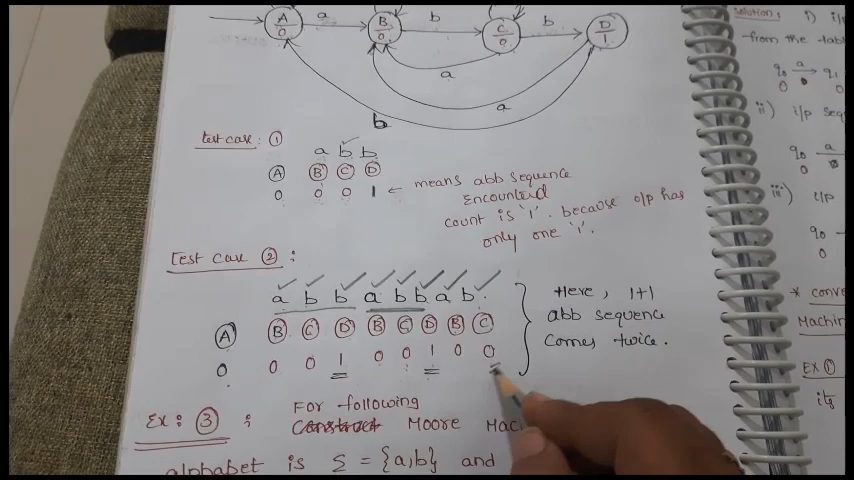 A
0
a
B
0
b
C
0
b
D
1
a
a
b
Test case : ①
a b b
A B C D
0 0 0 1 ← means abb sequence
Encountered
count is '1'. because o/p has
only one '1'.
Test case ② :
a b b a b b a b .
A B C D B C D B C
0 0 0 1 0 0 1 0 0
Here, 1+1
abb sequence
comes twice.
Ex: ③ ;
For following
Construct Moore Mac
alphabet is Σ = {a,b} and
Solution: i) i/p
from the tab
q0 a→ q1
0 0
ii) i/p sequ
q0 a
0
iii) i/p
q0
0
* conve
Machin
EX ①
its